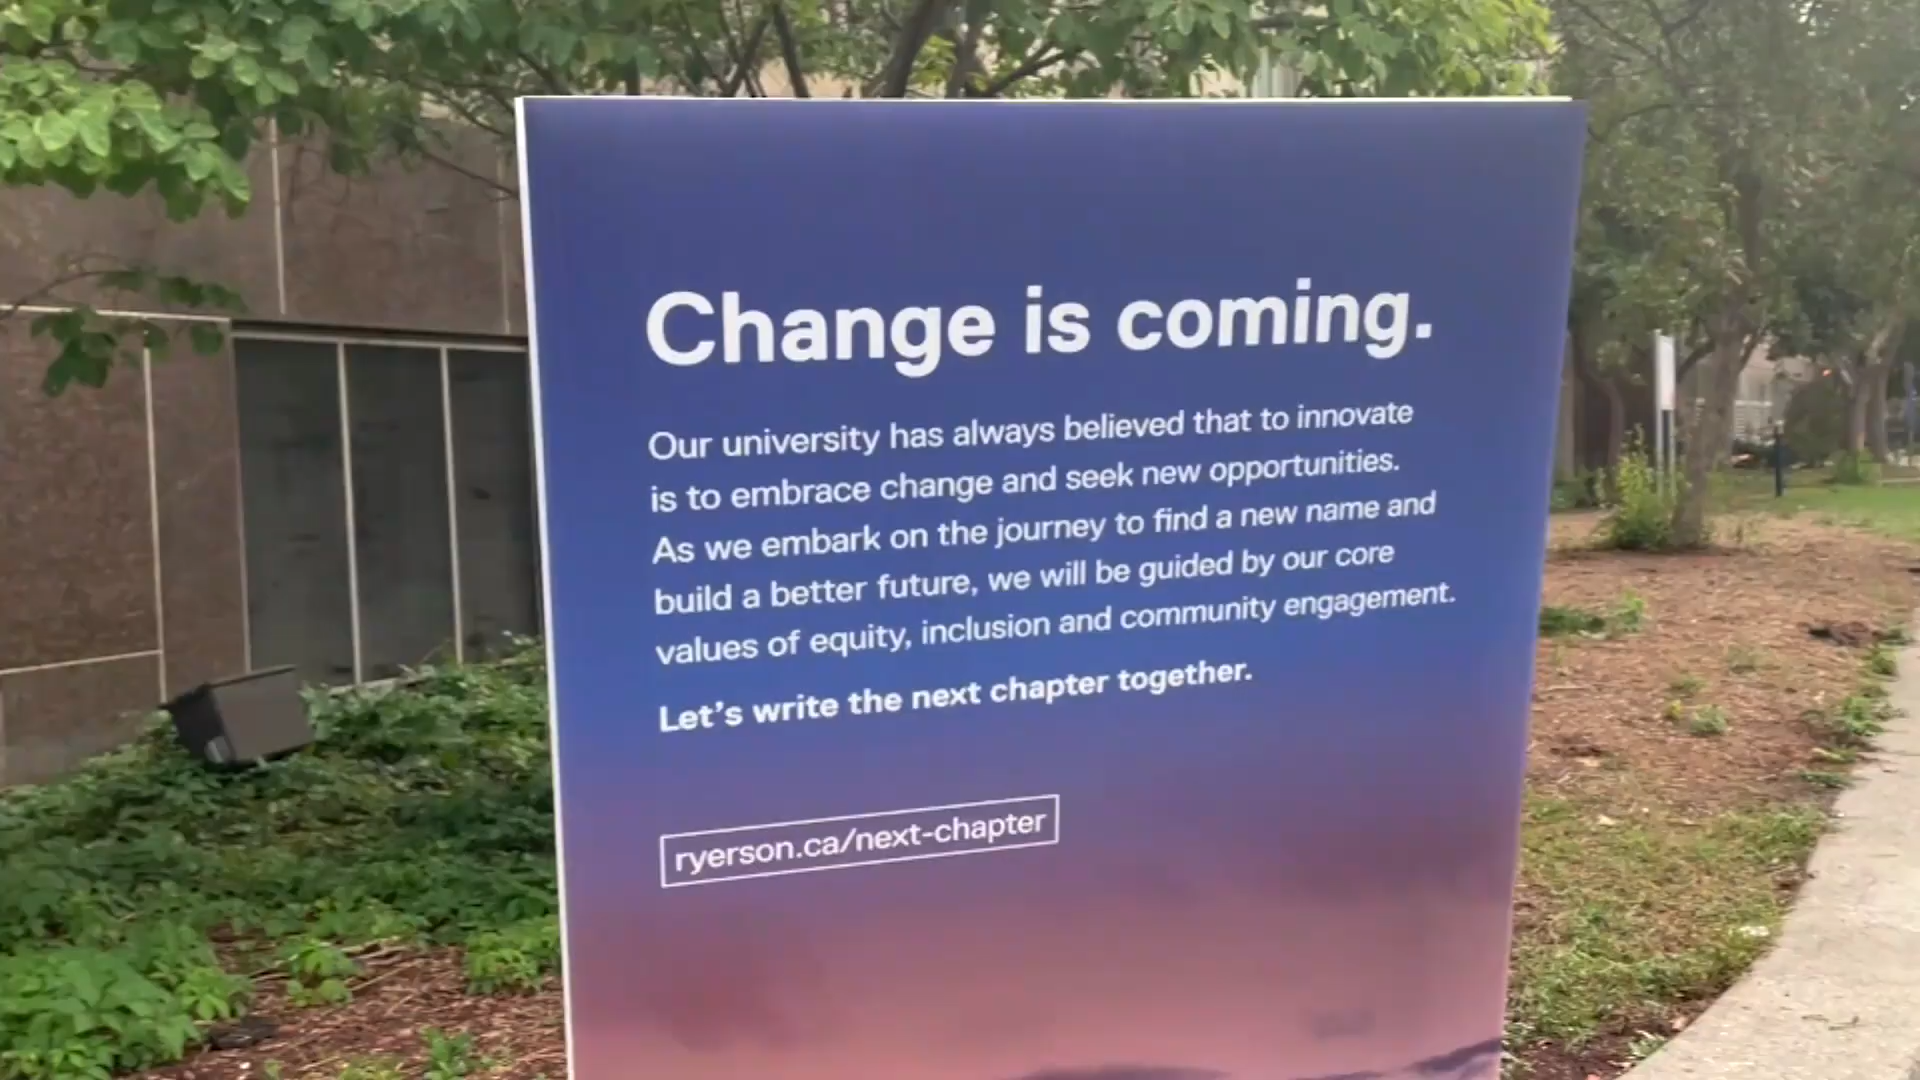 Change is coming.
Our university has always believed that to innovate
is to embrace change and seek new opportunities.
As we embark on the journey to find a new name and
build a better future, we will be guided by our core
values of equity, inclusion and community engagement.
Let's write the next chapter together.
ryerson.ca/next-chapter